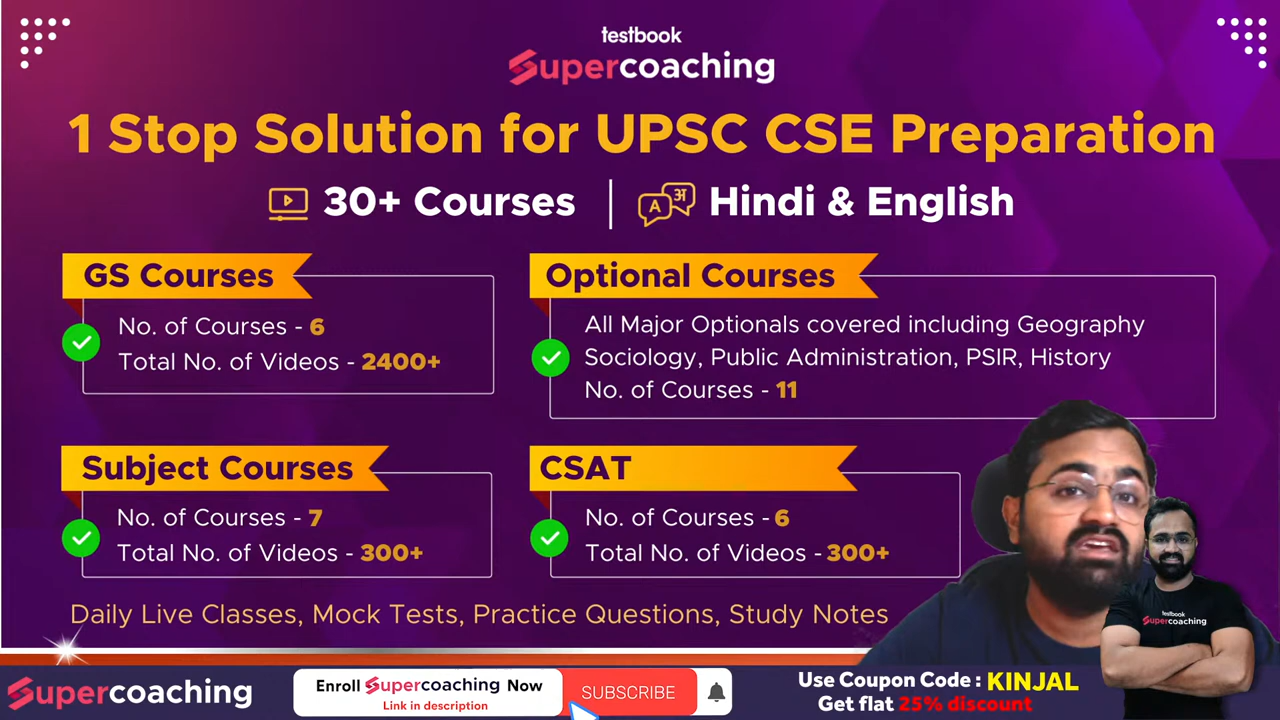 testbook
Supercoaching
1 Stop Solution for UPSC CSE Preparation
30+ Courses
A अ
Hindi & English
GS Courses
No. of Courses - 6
Total No. of Videos - 2400+
Optional Courses
All Major Optionals covered including Geography
Sociology, Public Administration, PSIR, History
No. of Courses - 11
Subject Courses
No. of Courses - 7
Total No. of Videos - 300+
CSAT
No. of Courses - 6
Total No. of Videos - 300+
Daily Live Classes, Mock Tests, Practice Questions, Study Notes
testbook
Supercoaching
Supercoaching
Enroll Supercoaching Now
Link in description
SUBSCRIBE
Use Coupon Code : KINJAL
Get flat 25% discount